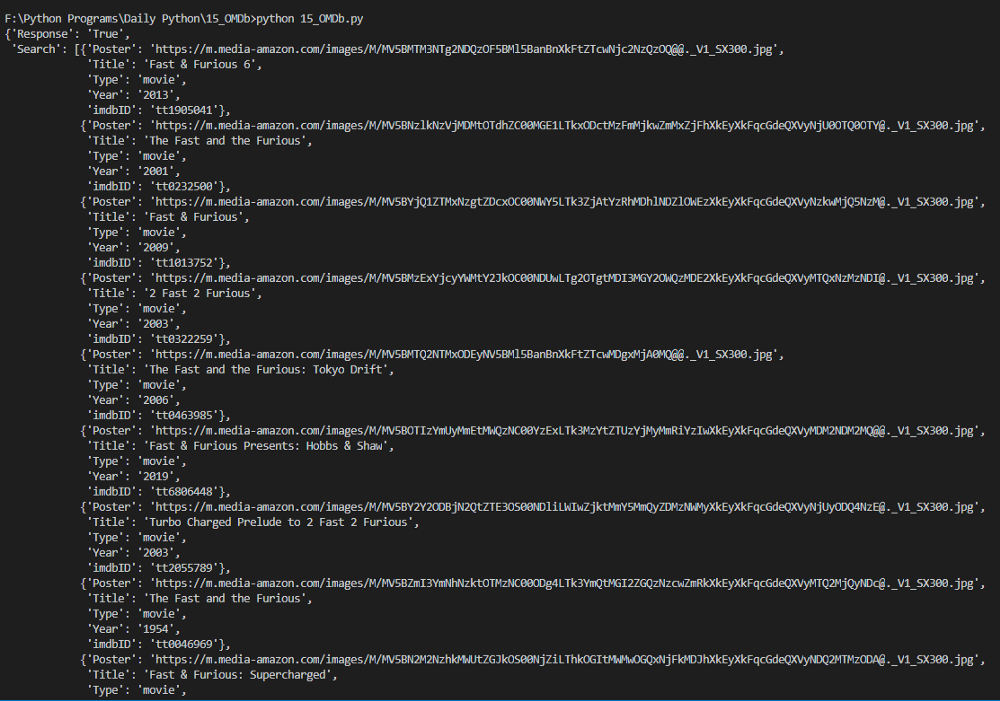 F:\Python Programs\Daily Python\15_OMDb>python 15_OMDb.py
{'Response': 'True',
 'Search': [{'Poster': 'https://m.media-amazon.com/images/M/MV5BMTM3NTg2NDQzOF5BMl5BanBnXkFtZTcwNjc2NzQzOQ@@._V1_SX300.jpg',
             'Title': 'Fast & Furious 6',
             'Type': 'movie',
             'Year': '2013',
             'imdbID': 'tt1905041'},
            {'Poster': 'https://m.media-amazon.com/images/M/MV5BNzlkNzVjMDMtOTdhZC00MGE1LTkxODctMzFmMjkwZmMxZjFhXkEyXkFqcGdeQXVyNjU0OTQ0OTY@._V1_SX300.jpg',
             'Title': 'The Fast and the Furious',
             'Type': 'movie',
             'Year': '2001',
             'imdbID': 'tt0232500'},
            {'Poster': 'https://m.media-amazon.com/images/M/MV5BYjQ1ZTMxNzgtZDcxOC00NWY5LTk3ZjAtYzRhMDhlNDZlOWEzXkEyXkFqcGdeQXVyNzkwMjQ5NzM@._V1_SX300.jpg',
             'Title': 'Fast & Furious',
             'Type': 'movie',
             'Year': '2009',
             'imdbID': 'tt1013752'},
            {'Poster': 'https://m.media-amazon.com/images/M/MV5BMzExYjcyYWMtY2JkOC00NDUwLTg2OTgtMDI3MGY2OWQzMDE2XkEyXkFqcGdeQXVyMTQxNzMzNDI@._V1_SX300.jpg',
             'Title': '2 Fast 2 Furious',
             'Type': 'movie',
             'Year': '2003',
             'imdbID': 'tt0322259'},
            {'Poster': 'https://m.media-amazon.com/images/M/MV5BMTQ2NTMxODEyNV5BMl5BanBnXkFtZTcwMDgxMjA0MQ@@._V1_SX300.jpg',
             'Title': 'The Fast and the Furious: Tokyo Drift',
             'Type': 'movie',
             'Year': '2006',
             'imdbID': 'tt0463985'},
            {'Poster': 'https://m.media-amazon.com/images/M/MV5BOTIzYmUyMmEtMWQzNC00YzExLTk3MzYtZTUzYjMyMmRiYzIwXkEyXkFqcGdeQXVyMDM2NDM2MQ@@._V1_SX300.jpg',
             'Title': 'Fast & Furious Presents: Hobbs & Shaw',
             'Type': 'movie',
             'Year': '2019',
             'imdbID': 'tt6806448'},
            {'Poster': 'https://m.media-amazon.com/images/M/MV5BY2Y2ODBjN2QtZTE3OS00NDliLWIwZjktMmY5MmQyZDMzNWMyXkEyXkFqcGdeQXVyNjUyODQ4NzE@._V1_SX300.jpg',
             'Title': 'Turbo Charged Prelude to 2 Fast 2 Furious',
             'Type': 'movie',
             'Year': '2003',
             'imdbID': 'tt2055789'},
            {'Poster': 'https://m.media-amazon.com/images/M/MV5BZmI3YmNhNzktOTMzNC00ODg4LTk3YmQtMGI2ZGQzNzcwZmRkXkEyXkFqcGdeQXVyMTQ2MjQyNDc@._V1_SX300.jpg',
             'Title': 'The Fast and the Furious',
             'Type': 'movie',
             'Year': '1954',
             'imdbID': 'tt0046969'},
            {'Poster': 'https://m.media-amazon.com/images/M/MV5BN2M2NzhkMWUtZGJkOS00NjZiLThkOGItMWMwOGQxNjFkMDJhXkEyXkFqcGdeQXVyNDQ2MTMzODA@._V1_SX300.jpg',
             'Title': 'Fast & Furious: Supercharged',
             'Type': 'movie',